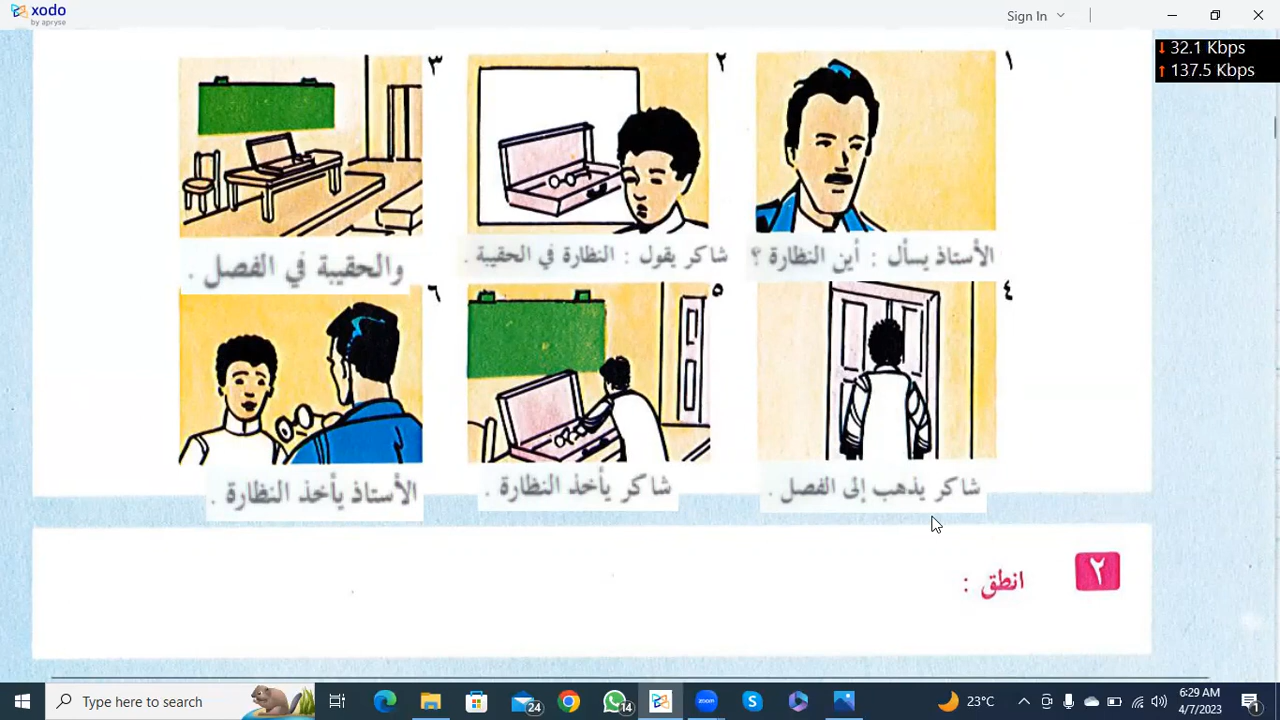 xodo
by apryse
Sign In
32.1 Kbps
137.5 Kbps
١
٢
٣
الأستاذ يسأل : أين النظارة ؟
شاكر يقول : النظارة في الحقيبة .
والحقيبة في الفصل .
٤
٥
٦
شاكر يذهب إلى الفصل .
شاكر يأخذ النظارة .
الأستاذ يأخذ النظارة .
٢
انطق :
Type here to search
24
14
23°C
6:29 AM
4/7/2023
1